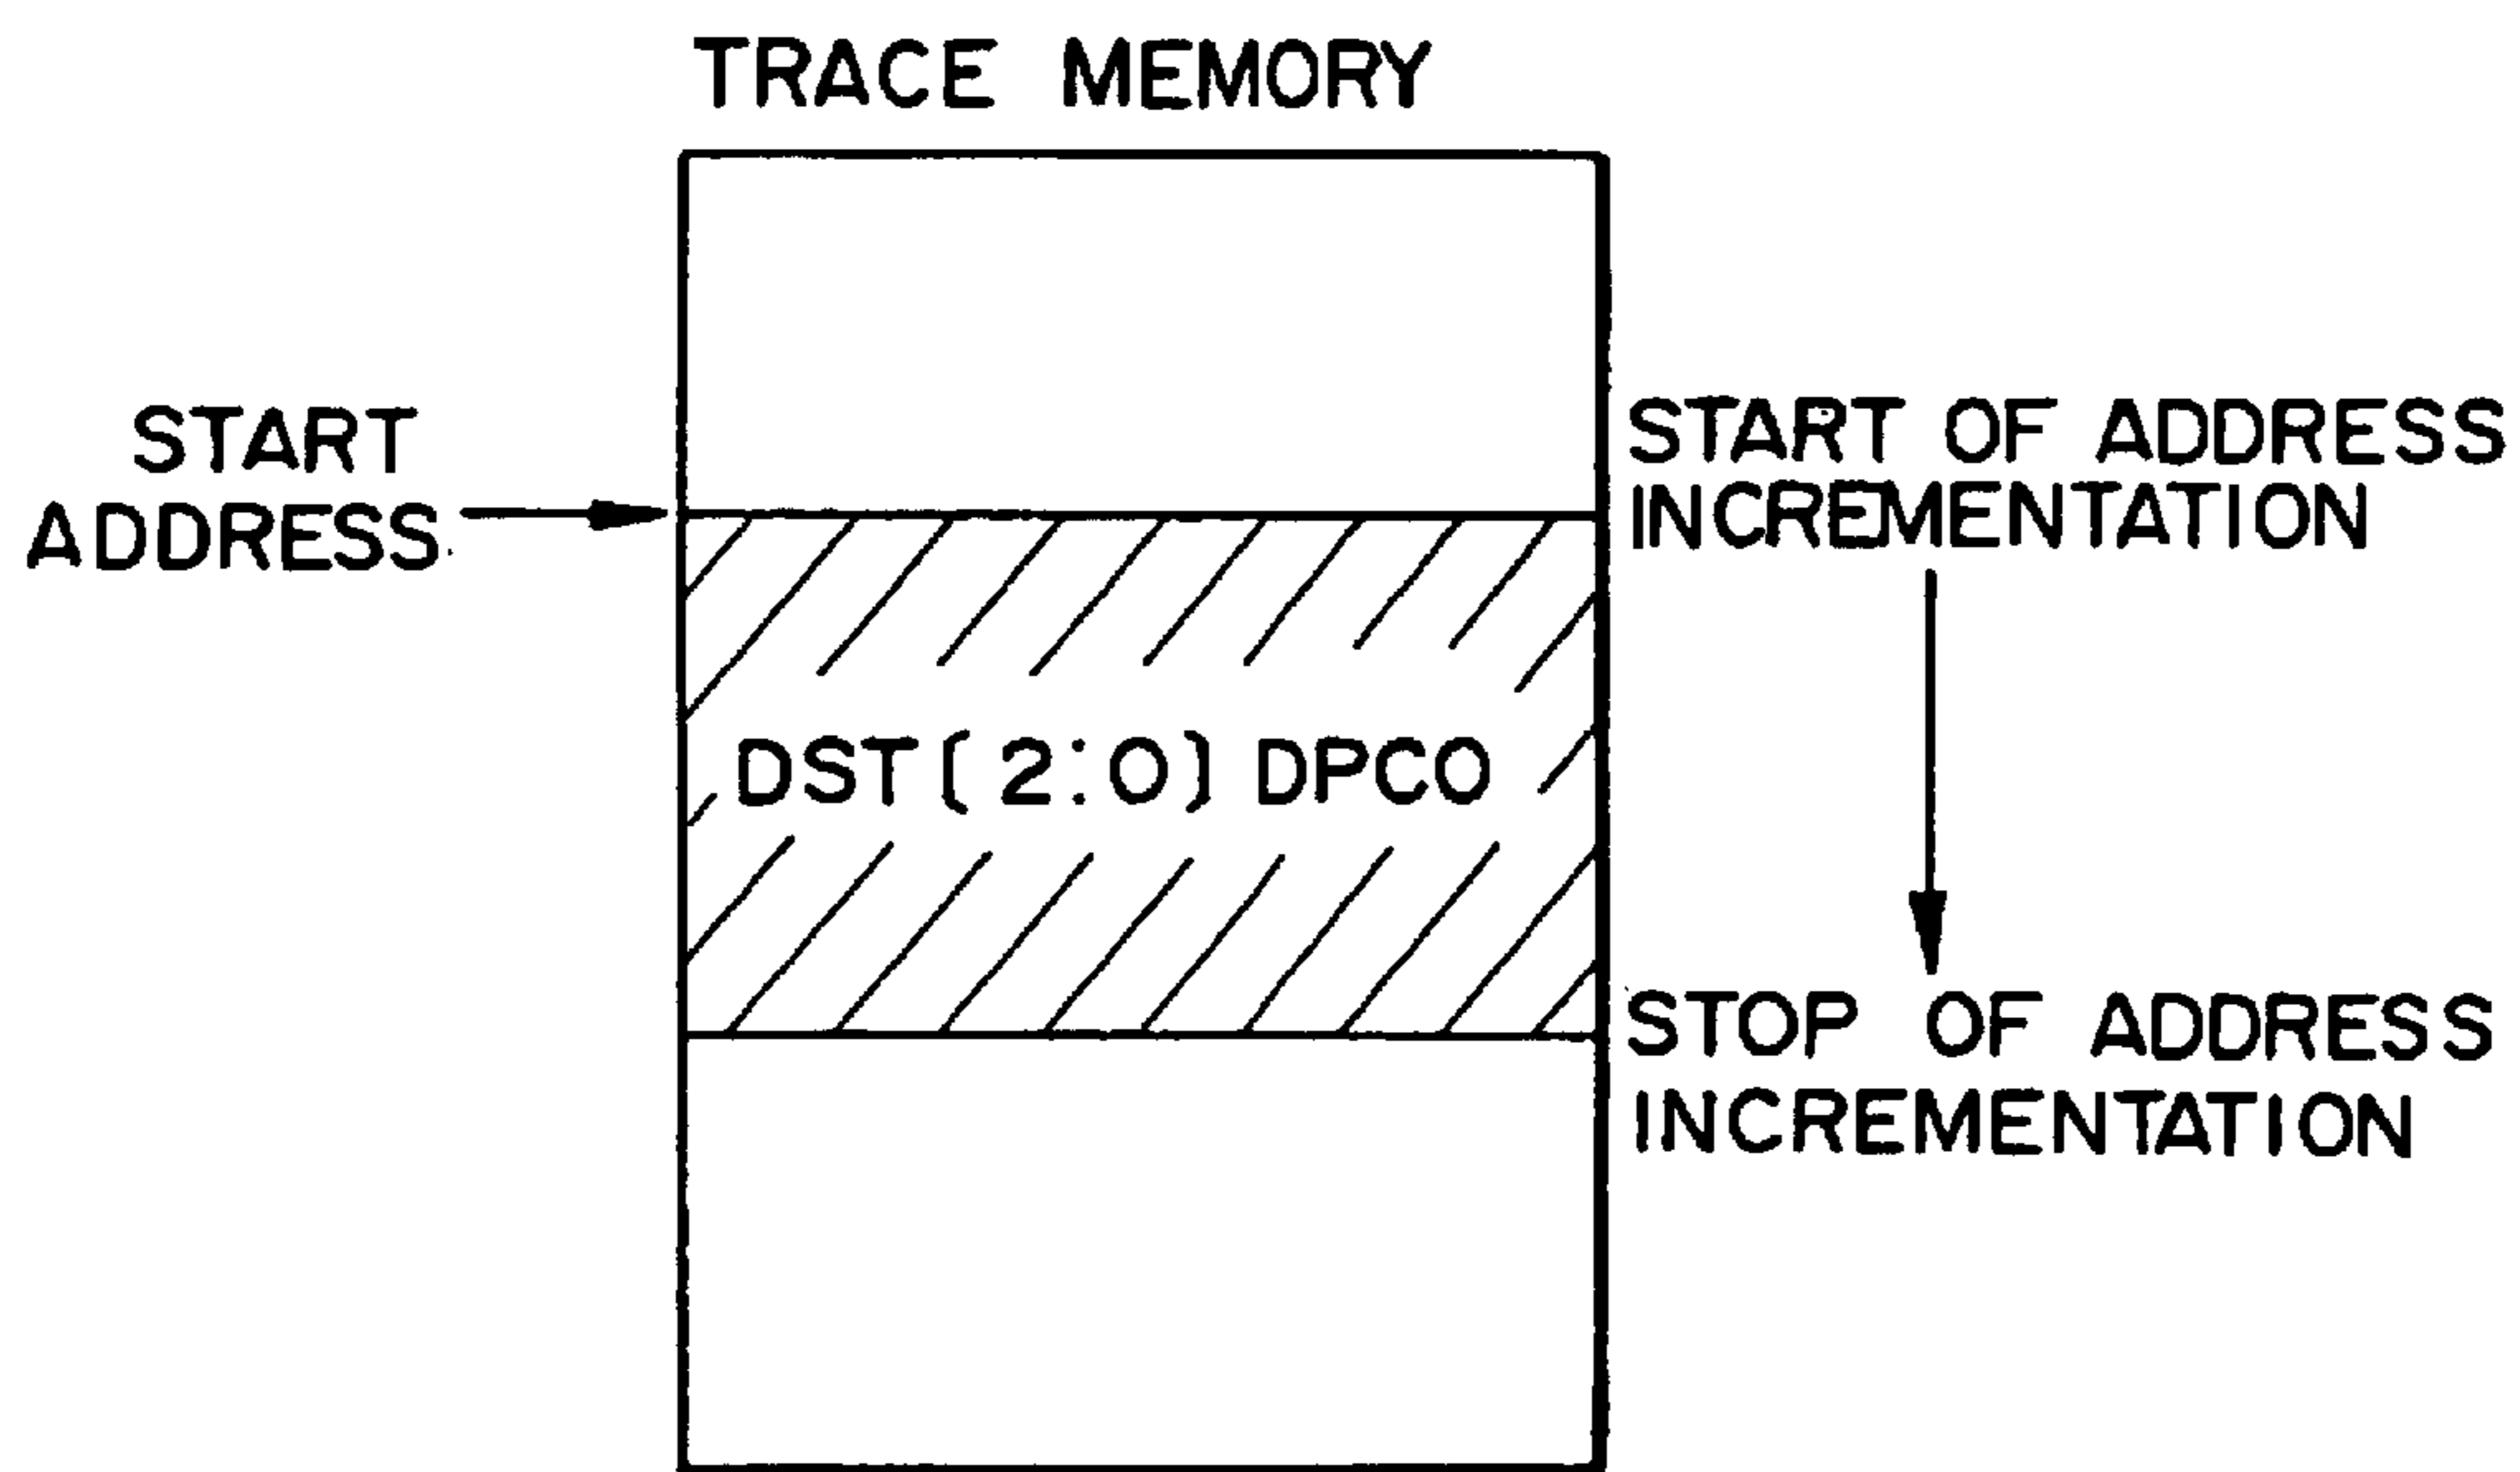 TRACE MEMORY
START
ADDRESS
START OF ADDRESS
INCREMENTATION
DST(2:0) DPCO
STOP OF ADDRESS
INCREMENTATION